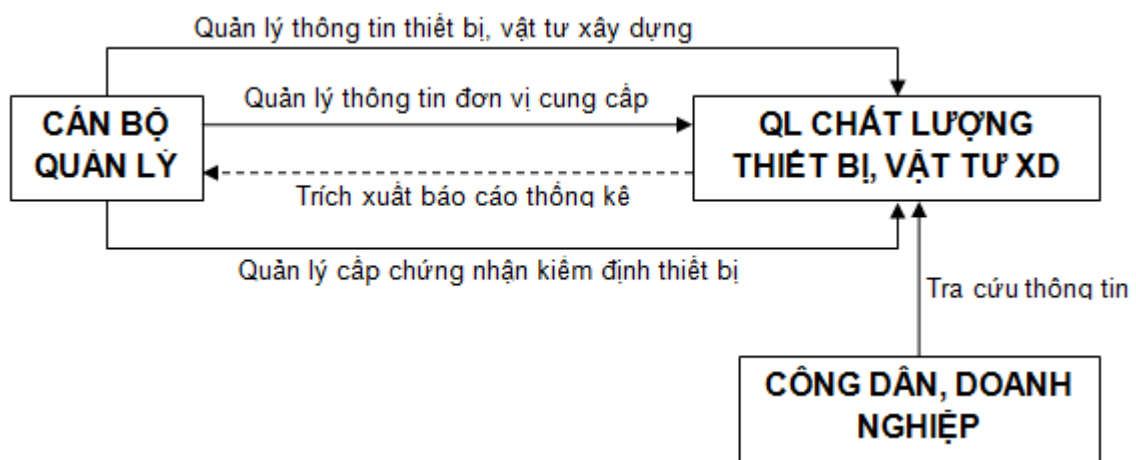 Quản lý thông tin thiết bị, vật tư xây dựng
Quản lý thông tin đơn vị cung cấp
CÁN BỘ
QUẢN LÝ
QL CHẤT LƯỢNG
THIẾT BỊ, VẬT TƯ XD
Trích xuất báo cáo thống kê
Quản lý cấp chứng nhận kiểm định thiết bị
Tra cứu thông tin
CÔNG DÂN, DOANH
NGHIỆP